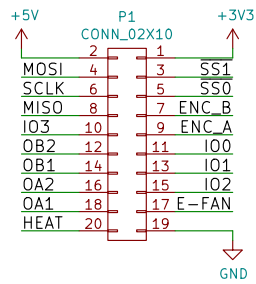 +5V P1 +3V3
CONN_02X10
2 1
MOSI 4 3 SS1
SCLK 6 5 SS0
MISO 8 7 ENC_B
IO3 10 9 ENC_A
OB2 12 11 IO0
OB1 14 13 IO1
OA2 16 15 IO2
OA1 18 17 E-FAN
HEAT 20 19
GND